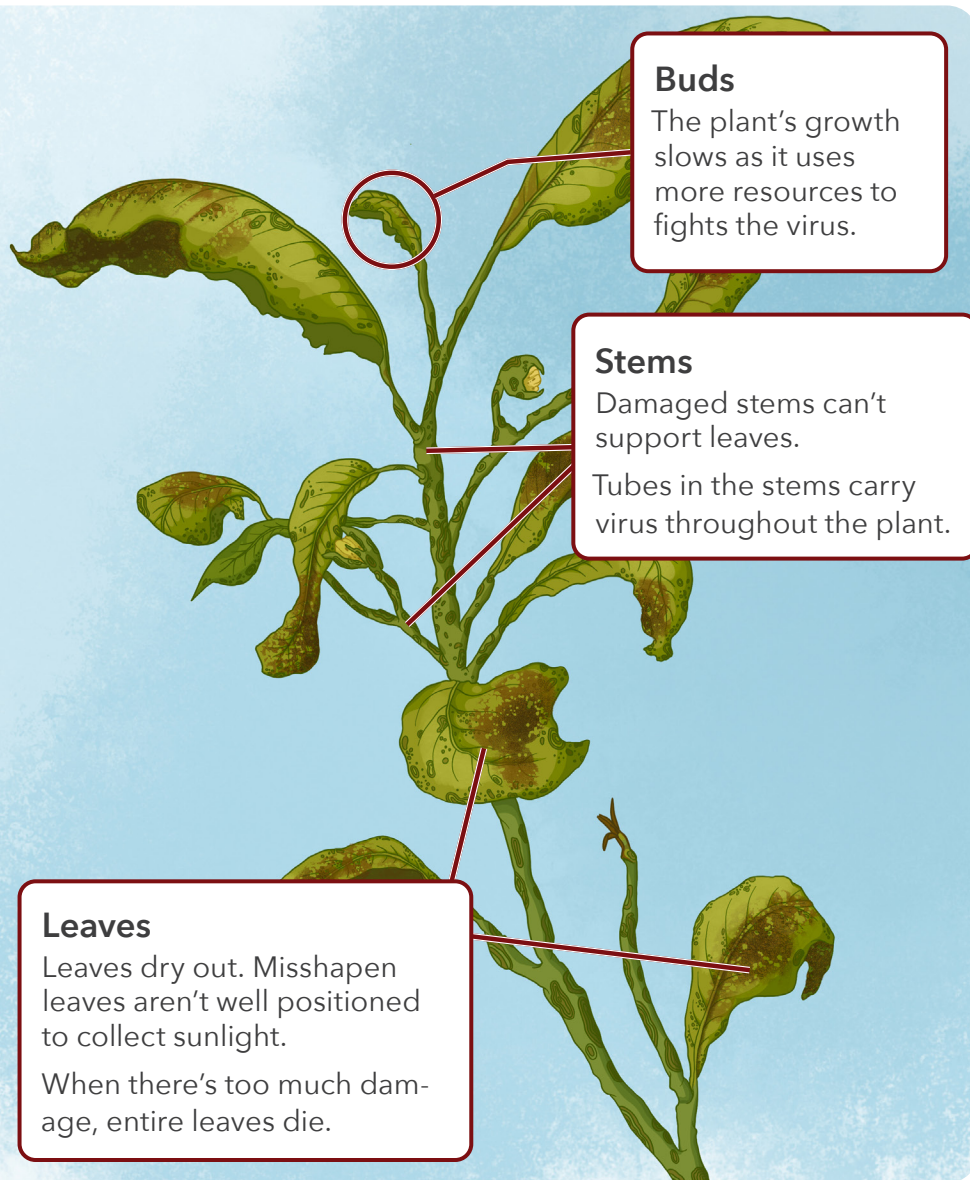 Buds
The plant’s growth
slows as it uses
more resources to
fights the virus.
Stems
Damaged stems can’t
support leaves.
Tubes in the stems carry
virus throughout the plant.
Leaves
Leaves dry out. Misshapen
leaves aren’t well positioned
to collect sunlight.
When there’s too much dam-
age, entire leaves die.